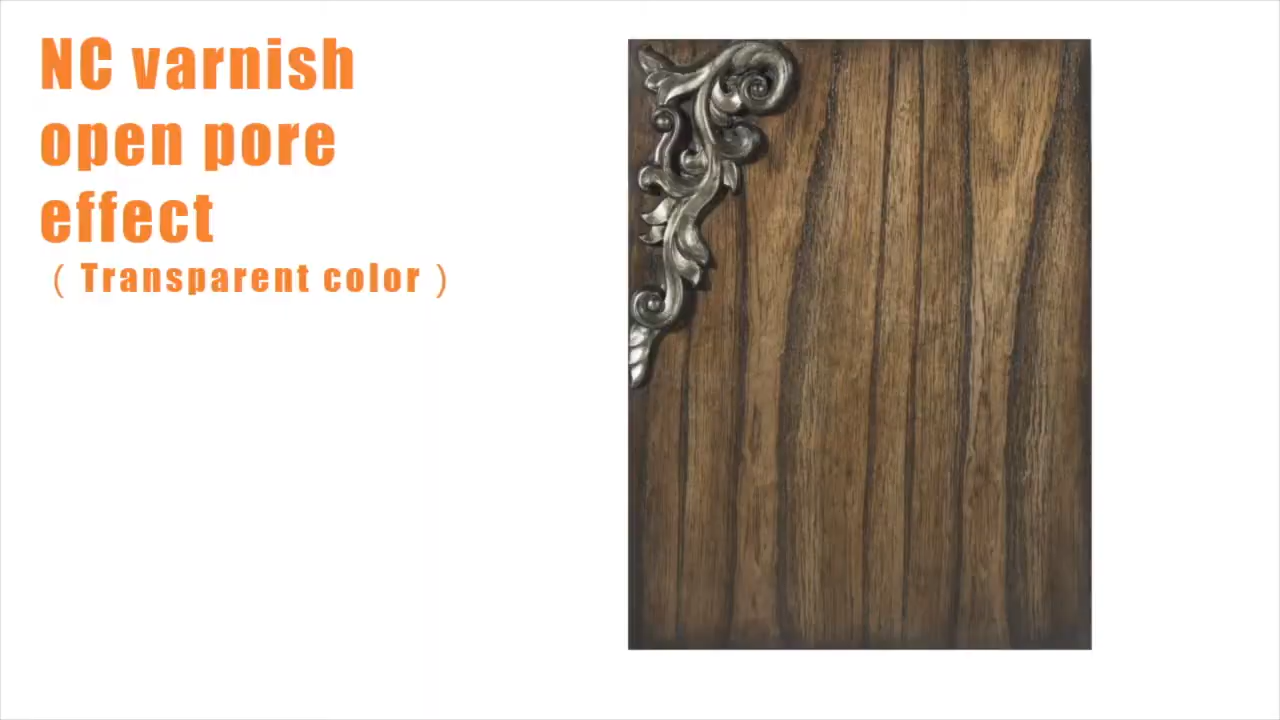 NC varnish
open pore
effect
（Transparent color）